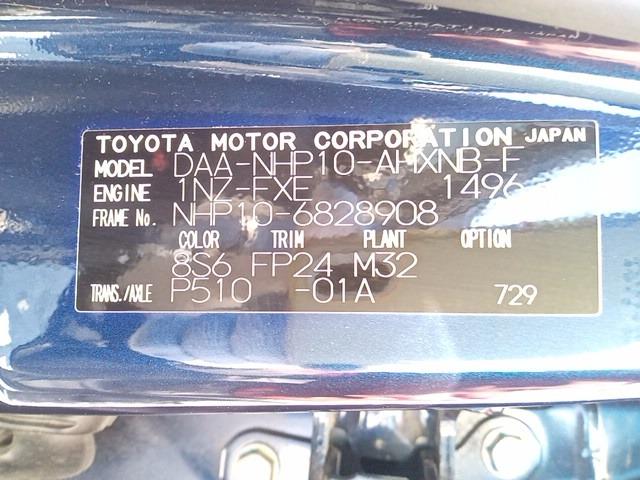 TOYOTA MOTOR CORPORATION JAPAN
MODEL DAA-NHP10-AHXNB-F
ENGINE 1NZ-FXE 1496
FRAME No. NHP10-6828908
COLOR TRIM PLANT OPTION
8S6 FP24 M32
TRANS./AXLE P510 -01A 729